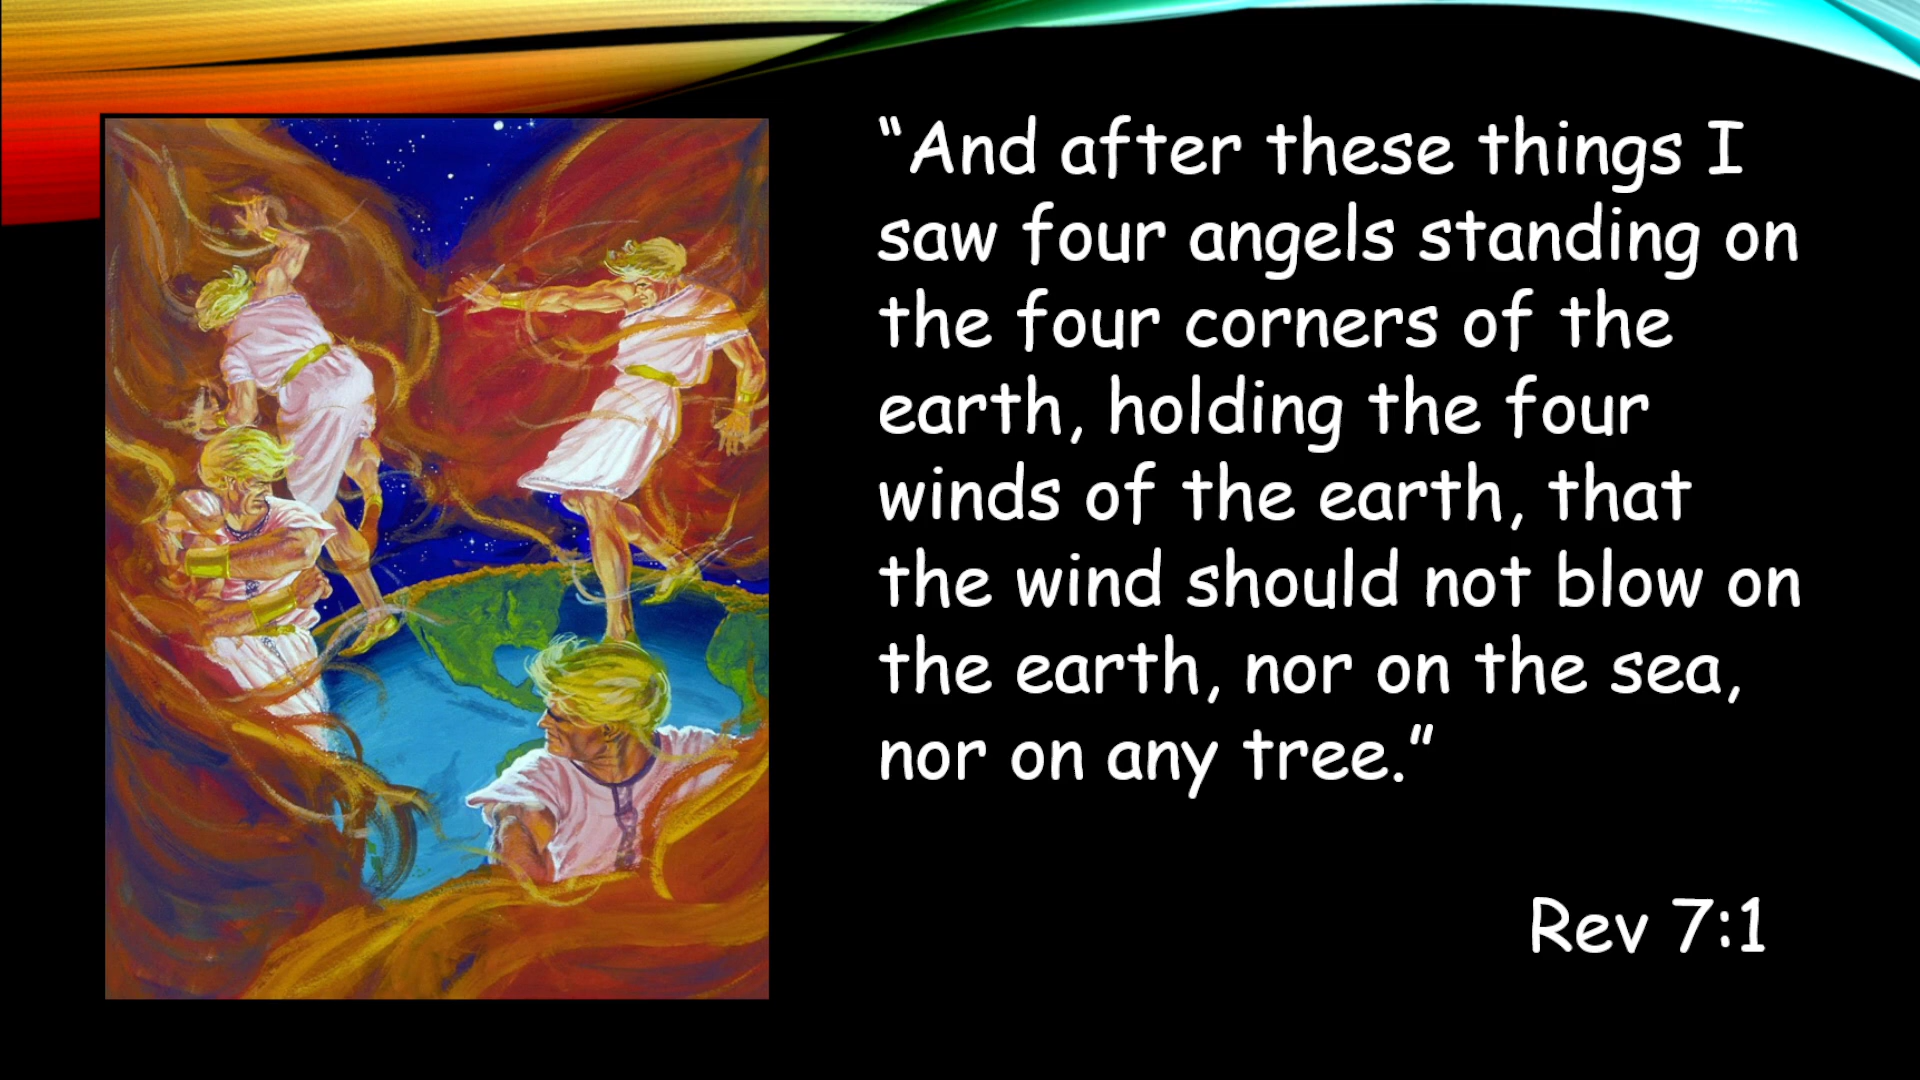 “And after these things I
saw four angels standing on
the four corners of the
earth, holding the four
winds of the earth, that
the wind should not blow on
the earth, nor on the sea,
nor on any tree.”
Rev 7:1